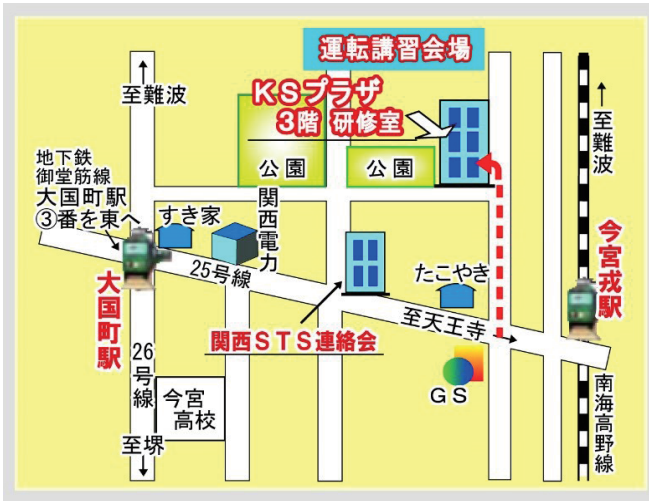 運転講習会場
KSプラザ
3階 研修室
至難波
至難波
公園
公園
地下鉄
御堂筋線
大国町駅
③番を東へ
すき家
関西電力
25号線
たこやき
今宮戎駅
大国町駅
関西STS連絡会
至天王寺
26号線
GS
今宮
高校
南海高野線
至堺